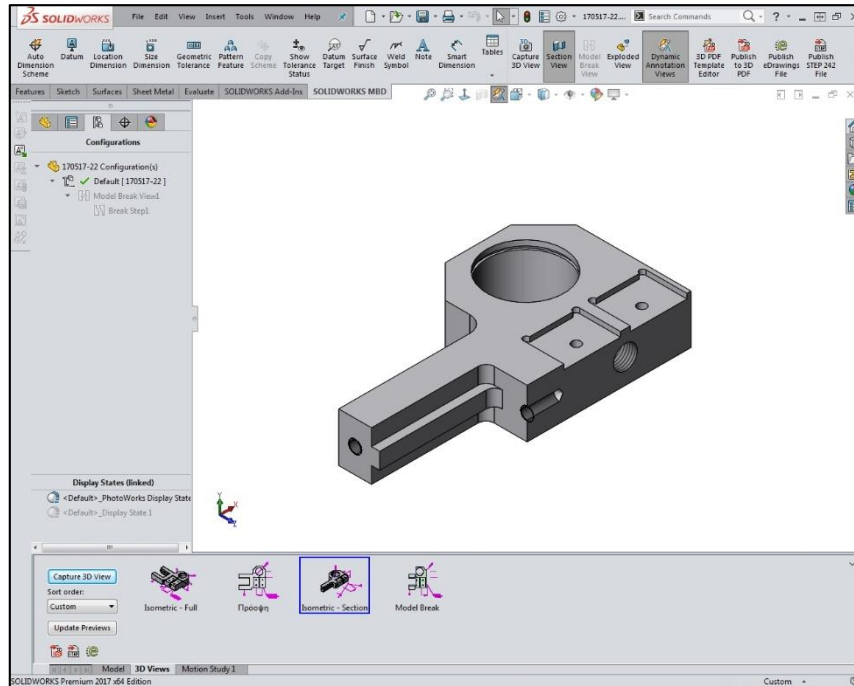 SOLIDWORKS File Edit View Insert Tools Window Help 170517-22.... Search Commands
Auto Dimension Scheme
Datum
Location Dimension
Size Dimension
Geometric Tolerance
Pattern Feature
Copy Scheme
Show Tolerance Status
Datum Target
Surface Finish
Weld Symbol
Note
Smart Dimension
Tables
Capture 3D View
Section View
Model Break View
Exploded View
Dynamic Annotation Views
3D PDF Template Editor
Publish to 3D PDF
Publish eDrawings File
Publish STEP 242 File
Features Sketch Surfaces Sheet Metal Evaluate SOLIDWORKS Add-Ins SOLIDWORKS MBD
Configurations
170517-22 Configuration(s)
Default [ 170517-22 ]
Model Break View1
Break Step1
Display States (linked)
<Default>_PhotoWorks Display State
<Default>_Display State 1
Capture 3D View
Sort order:
Custom
Update Previews
Isometric - Full Πρόοψη Isometric - Section Model Break
Model 3D Views Motion Study 1
SOLIDWORKS Premium 2017 x64 Edition Custom